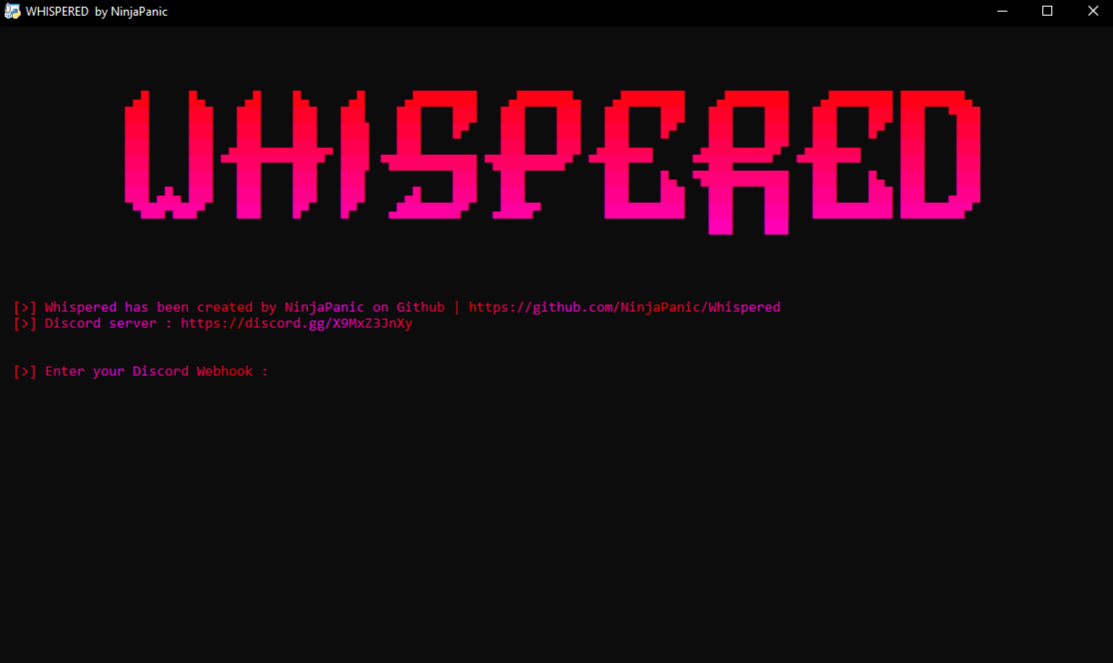 WHISPERED by NinjaPanic
WHISPERED
[>] Whispered has been created by NinjaPanic on Github | https://github.com/NinjaPanic/Whispered
[>] Discord server : https://discord.gg/X9MxZ3JnXy
[>] Enter your Discord Webhook :